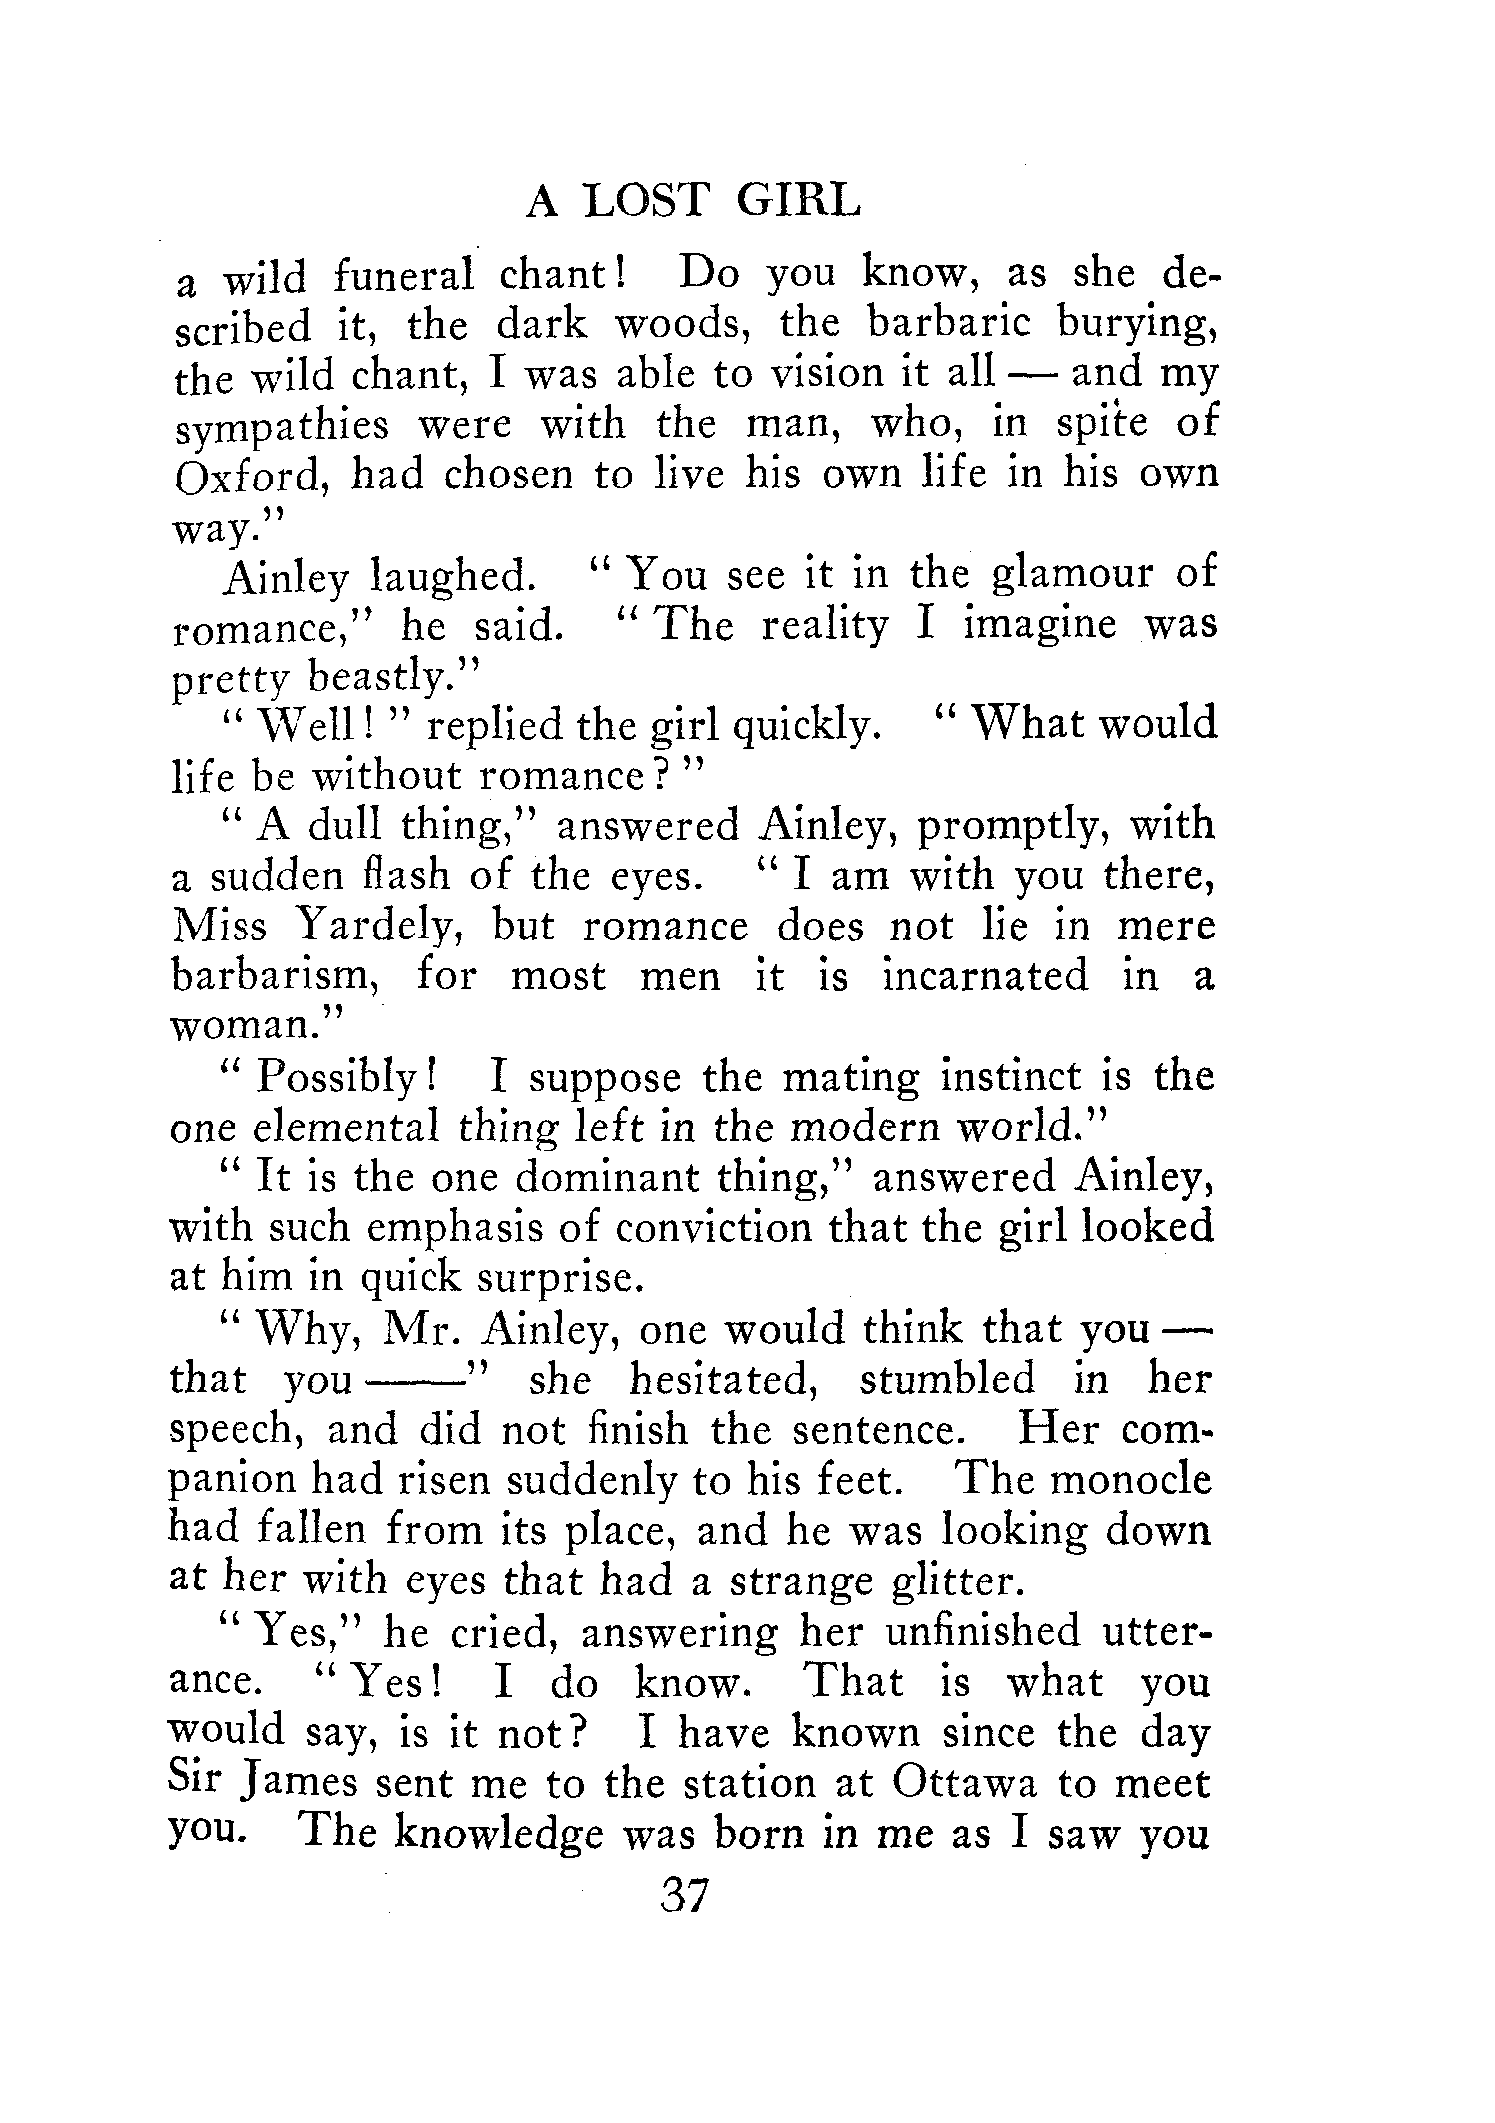 A LOST GIRL
a wild funeral chant! Do you know, as she de-
scribed it, the dark woods, the barbaric burying,
the wild chant, I was able to vision it all — and my
sympathies were with the man, who, in spite of
Oxford, had chosen to live his own life in his own
way."
Ainley laughed. " You see it in the glamour of
romance," he said. " The reality I imagine was
pretty beastly."
" Well! " replied the girl quickly. " What would
life be without romance? "
" A dull thing," answered Ainley, promptly, with
a sudden flash of the eyes. " I am with you there,
Miss Yardely, but romance does not lie in mere
barbarism, for most men it is incarnated in a
woman."
" Possibly! I suppose the mating instinct is the
one elemental thing left in the modern world."
" It is the one dominant thing," answered Ainley,
with such emphasis of conviction that the girl looked
at him in quick surprise.
" Why, Mr. Ainley, one would think that you —
that you ——" she hesitated, stumbled in her
speech, and did not finish the sentence. Her com-
panion had risen suddenly to his feet. The monocle
had fallen from its place, and he was looking down
at her with eyes that had a strange glitter.
" Yes," he cried, answering her unfinished utter-
ance. " Yes! I do know. That is what you
would say, is it not? I have known since the day
Sir James sent me to the station at Ottawa to meet
you. The knowledge was born in me as I saw you
37